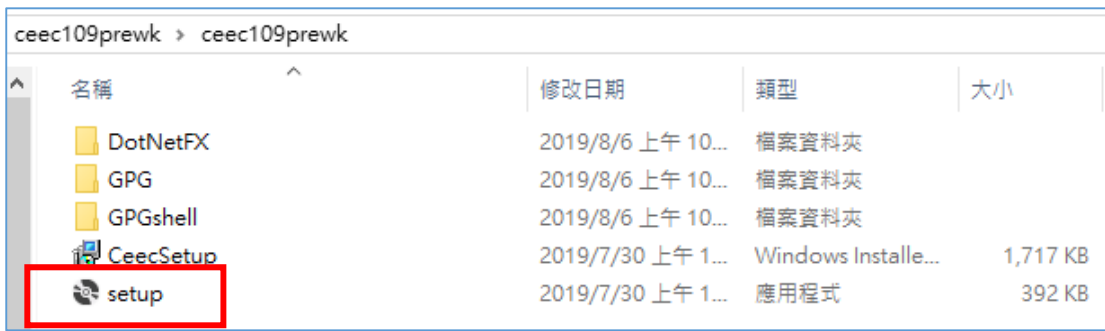 ceec109prewk › ceec109prewk
名稱 修改日期 類型 大小
DotNetFX 2019/8/6 上午 10... 檔案資料夾
GPG 2019/8/6 上午 10... 檔案資料夾
GPGshell 2019/8/6 上午 10... 檔案資料夾
CeecSetup 2019/7/30 上午 1... Windows Installe... 1,717 KB
setup 2019/7/30 上午 1... 應用程式 392 KB